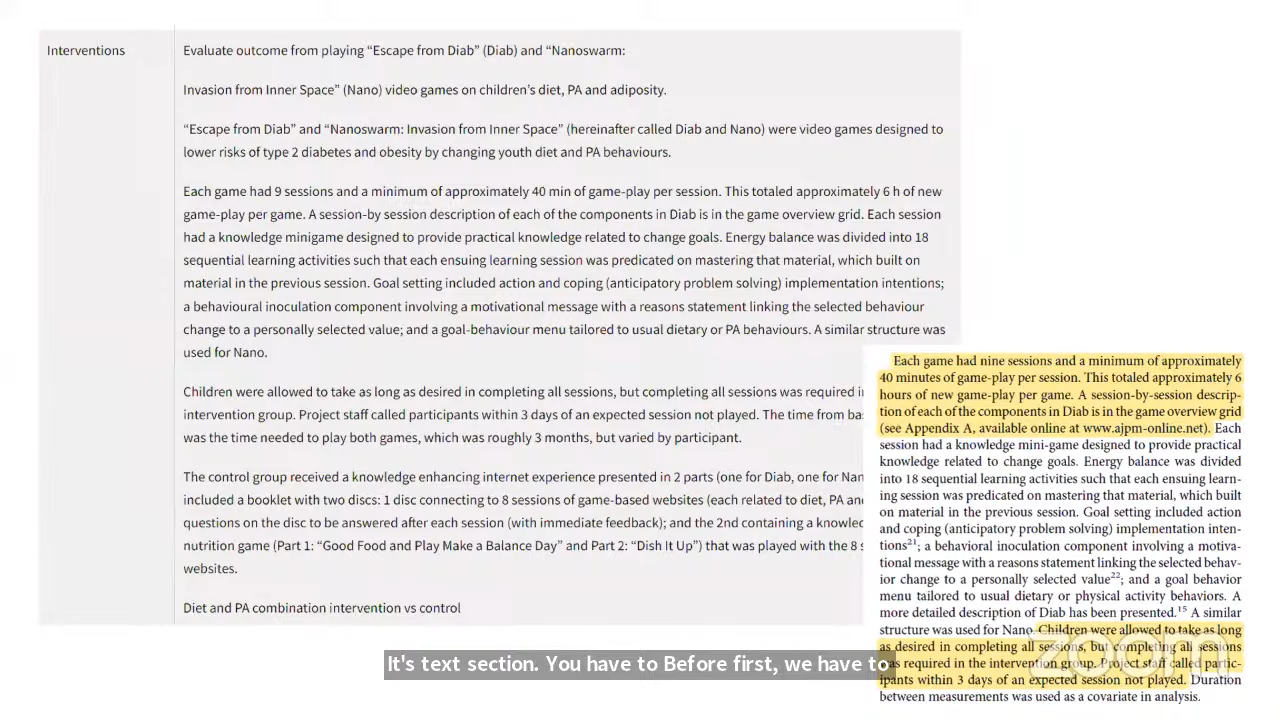 Interventions
Evaluate outcome from playing “Escape from Diab” (Diab) and “Nanoswarm:
Invasion from Inner Space” (Nano) video games on children’s diet, PA and adiposity.
“Escape from Diab” and “Nanoswarm: Invasion from Inner Space” (hereinafter called Diab and Nano) were video games designed to
lower risks of type 2 diabetes and obesity by changing youth diet and PA behaviours.
Each game had 9 sessions and a minimum of approximately 40 min of game-play per session. This totaled approximately 6 h of new
game-play per game. A session-by session description of each of the components in Diab is in the game overview grid. Each session
had a knowledge minigame designed to provide practical knowledge related to change goals. Energy balance was divided into 18
sequential learning activities such that each ensuing learning session was predicated on mastering that material, which built on
material in the previous session. Goal setting included action and coping (anticipatory problem solving) implementation intentions;
a behavioural inoculation component involving a motivational message with a reasons statement linking the selected behaviour
change to a personally selected value; and a goal-behaviour menu tailored to usual dietary or PA behaviours. A similar structure was
used for Nano.
Children were allowed to take as long as desired in completing all sessions, but completing all sessions was required in
intervention group. Project staff called participants within 3 days of an expected session not played. The time from bas
was the time needed to play both games, which was roughly 3 months, but varied by participant.
The control group received a knowledge enhancing internet experience presented in 2 parts (one for Diab, one for Nan
included a booklet with two discs: 1 disc connecting to 8 sessions of game-based websites (each related to diet, PA and
questions on the disc to be answered after each session (with immediate feedback); and the 2nd containing a knowled
nutrition game (Part 1: “Good Food and Play Make a Balance Day” and Part 2: “Dish It Up”) that was played with the 8 s
websites.
Diet and PA combination intervention vs control
Each game had nine sessions and a minimum of approximately
40 minutes of game-play per session. This totaled approximately 6
hours of new game-play per game. A session-by-session descrip-
tion of each of the components in Diab is in the game overview grid
(see Appendix A, available online at www.ajpm-online.net). Each
session had a knowledge mini-game designed to provide practical
knowledge related to change goals. Energy balance was divided
into 18 sequential learning activities such that each ensuing learn-
ing session was predicated on mastering that material, which built
on material in the previous session. Goal setting included action
and coping (anticipatory problem solving) implementation inten-
tions21; a behavioral inoculation component involving a motiva-
tional message with a reasons statement linking the selected behav-
ior change to a personally selected value22; and a goal behavior
menu tailored to usual dietary or physical activity behaviors. A
more detailed description of Diab has been presented.15 A similar
structure was used for Nano. Children were allowed to take as long
as desired in completing all sessions, but completing all sessions
was required in the intervention group. Project staff called partic-
ipants within 3 days of an expected session not played. Duration
between measurements was used as a covariate in analysis.
zoom
It's text section. You have to Before first, we have to